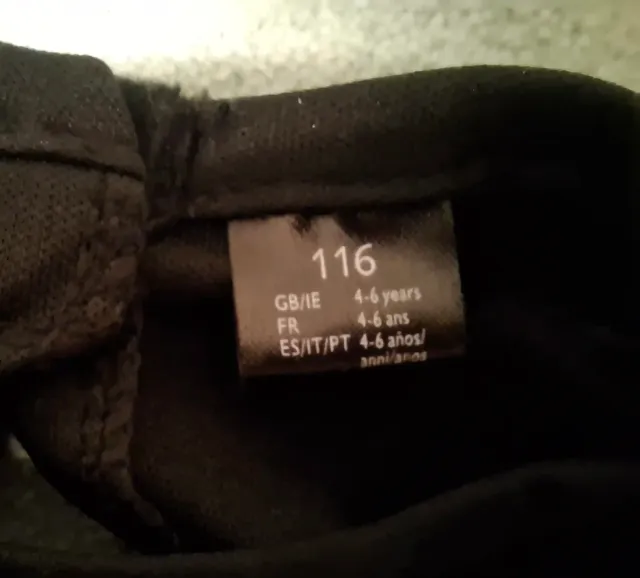 116
GB/IE 4-6 years
FR 4-6 ans
ES/IT/PT 4-6 años/
anni/anos